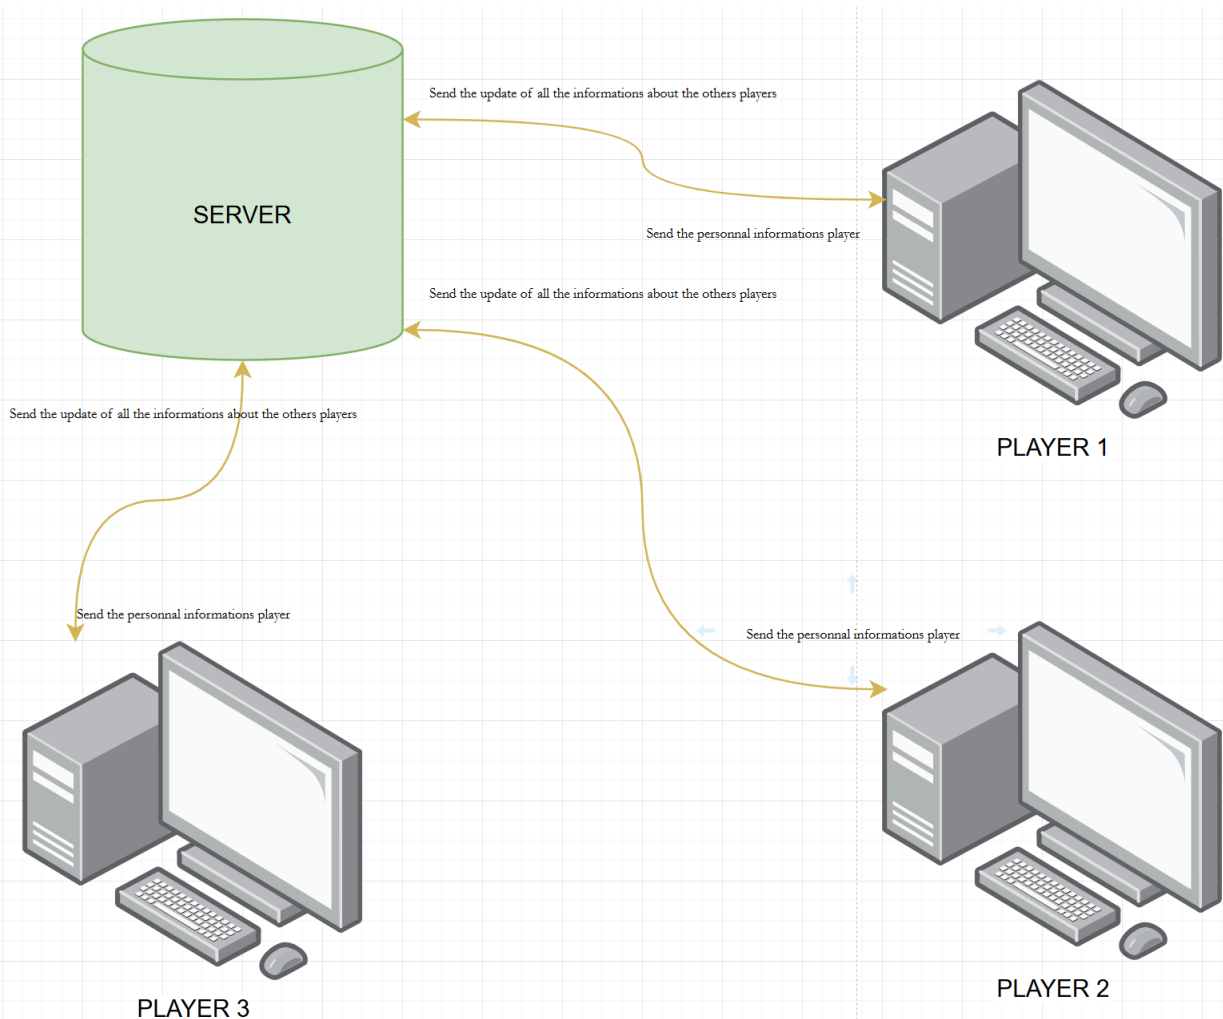 Send the update of all the informations about the others players
SERVER
Send the personnal informations player
Send the update of all the informations about the others players
Send the update of all the informations about the others players
PLAYER 1
Send the personnal informations player
Send the personnal informations player
PLAYER 2
PLAYER 3